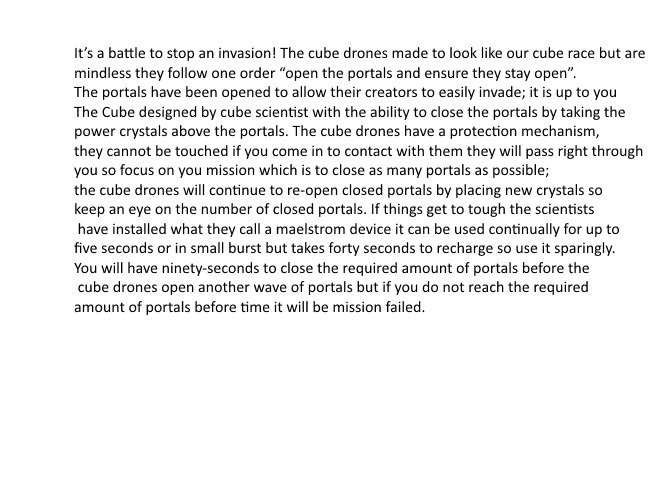 It's a battle to stop an invasion! The cube drones made to look like our cube race but are
mindless they follow one order “open the portals and ensure they stay open”.
The portals have been opened to allow their creators to easily invade; it is up to you
The Cube designed by cube scientist with the ability to close the portals by taking the
power crystals above the portals. The cube drones have a protection mechanism,
they cannot be touched if you come in to contact with them they will pass right through
you so focus on you mission which is to close as many portals as possible;
the cube drones will continue to re-open closed portals by placing new crystals so
keep an eye on the number of closed portals. If things get to tough the scientists
have installed what they call a maelstrom device it can be used continually for up to
five seconds or in small burst but takes forty seconds to recharge so use it sparingly.
You will have ninety-seconds to close the required amount of portals before the
cube drones open another wave of portals but if you do not reach the required
amount of portals before time it will be mission failed.